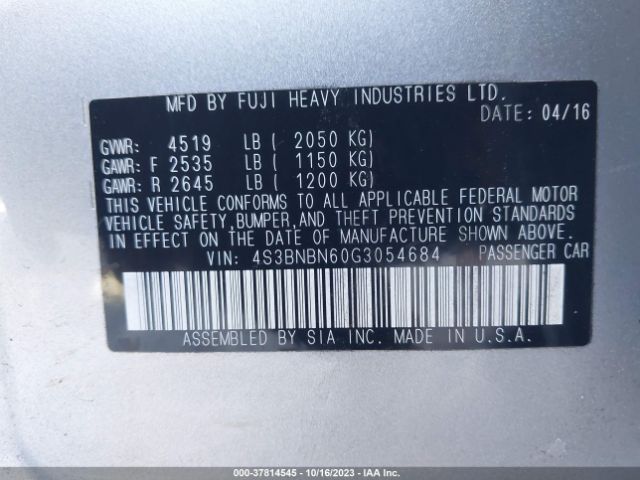 MFD BY FUJI HEAVY INDUSTRIES LTD.
DATE: 04/16
GVWR: 4519 LB ( 2050 KG)
GAWR: F 2535 LB ( 1150 KG)
GAWR: R 2645 LB ( 1200 KG)
THIS VEHICLE CONFORMS TO ALL APPLICABLE FEDERAL MOTOR
VEHICLE SAFETY,BUMPER,AND THEFT PREVENTION STANDARDS
IN EFFECT ON THE DATE OF MANUFACTURE SHOWN ABOVE.
VIN: 4S3BNBN60G3054684 PASSENGER CAR
ASSEMBLED BY SIA INC. MADE IN U.S.A.
000-37814545 - 10/16/2023 - IAA Inc.